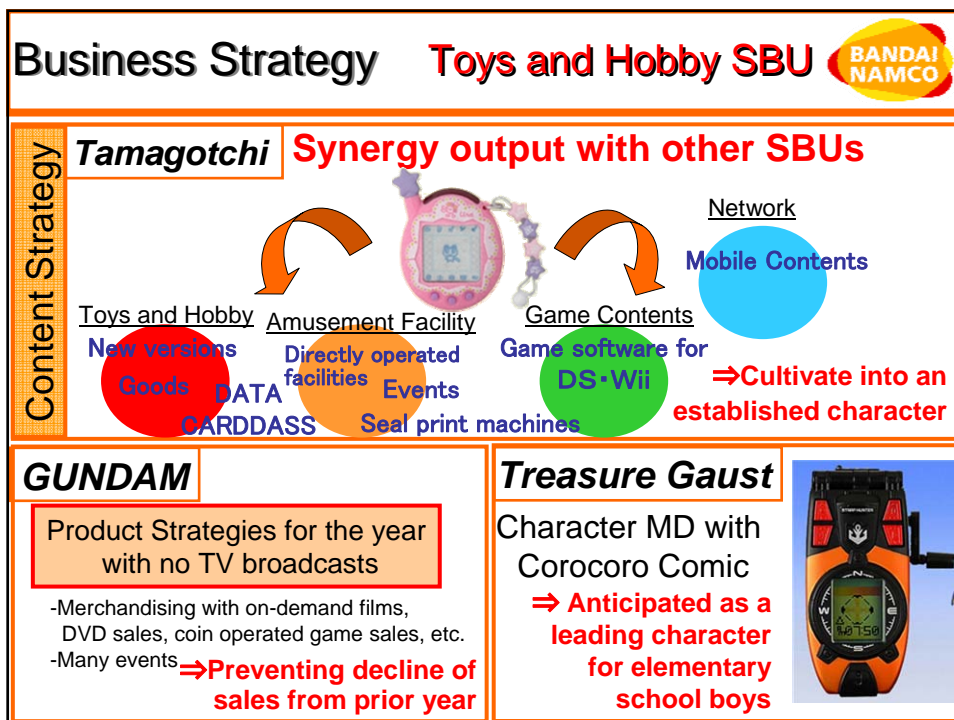 Business Strategy Toys and Hobby SBU
BANDAI
NAMCO
Content Strategy
Tamagotchi
Synergy output with other SBUs
Network
Mobile Contents
Toys and Hobby
New versions
Goods
DATA
CARDDASS
Amusement Facility
Directly operated
facilities
Events
Seal print machines
Game Contents
Game software for
DS・Wii
⇒Cultivate into an
established character
GUNDAM
Product Strategies for the year
with no TV broadcasts
-Merchandising with on-demand films,
DVD sales, coin operated game sales, etc.
-Many events
⇒Preventing decline of
sales from prior year
Treasure Gaust
Character MD with
Corocoro Comic
⇒ Anticipated as a
leading character
for elementary
school boys
N
W
E
S